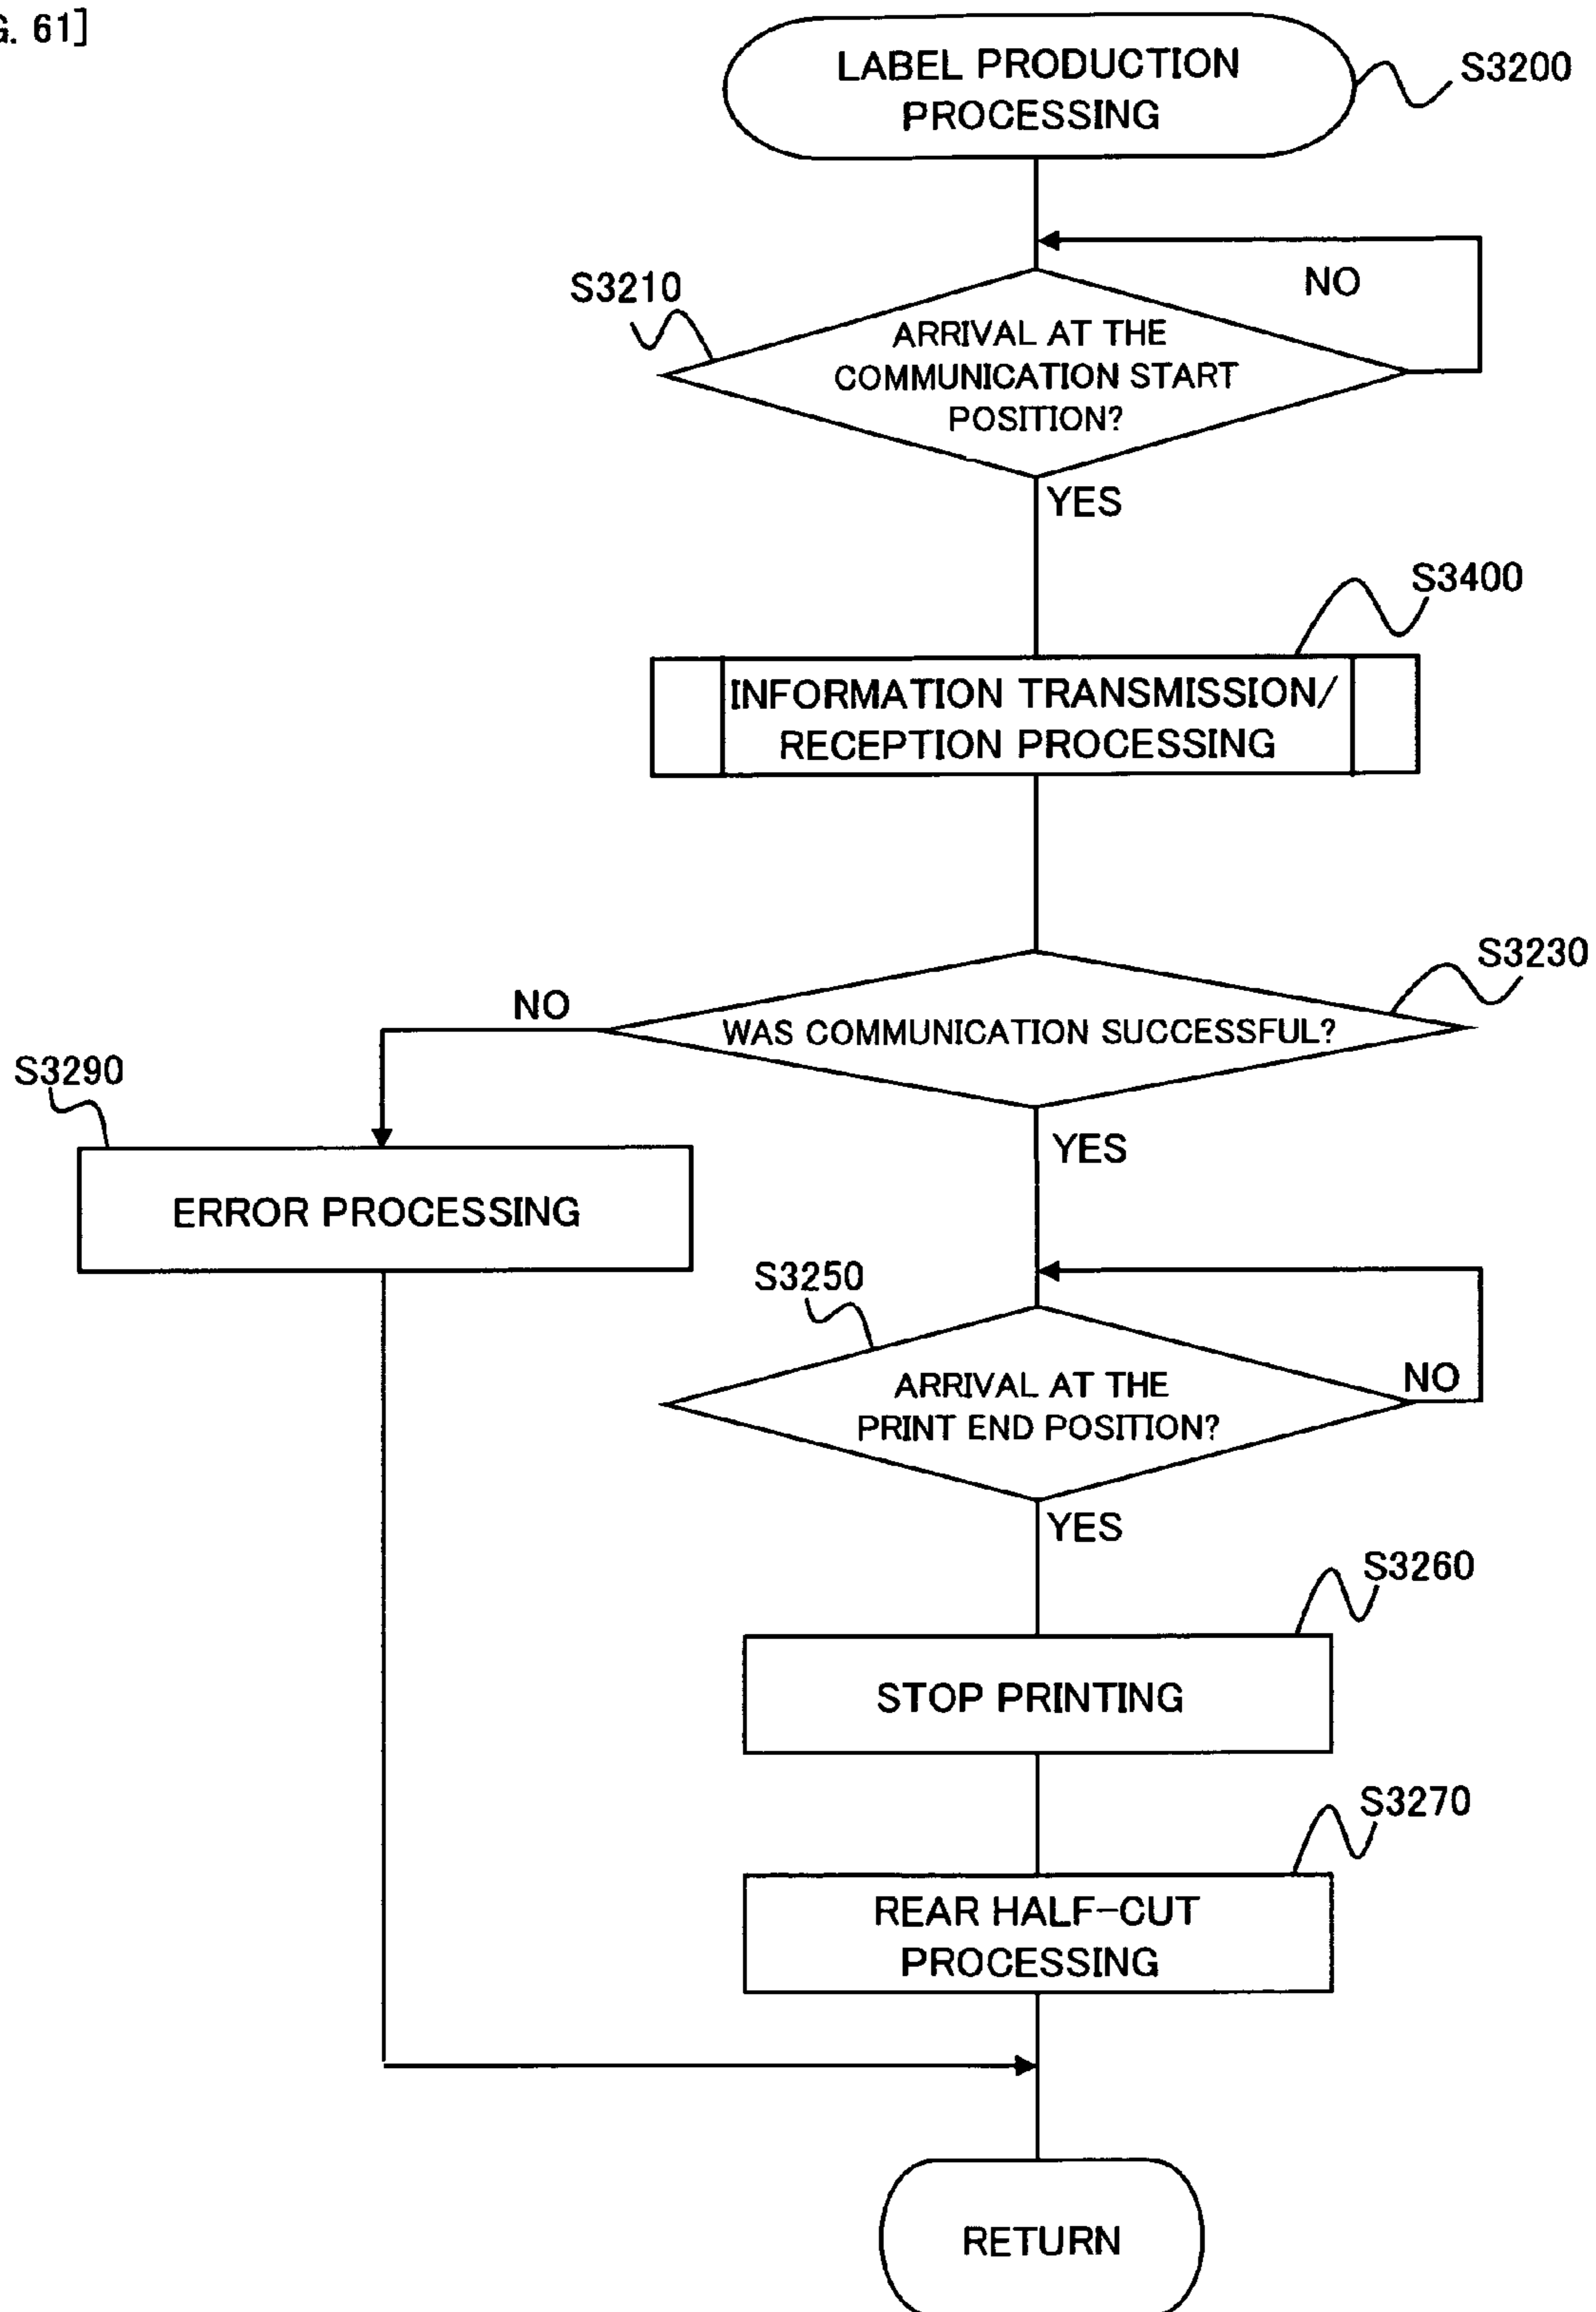 G. 61]
LABEL PRODUCTION
PROCESSING
S3200
S3210
NO
ARRIVAL AT THE
COMMUNICATION START
POSITION?
YES
S3400
INFORMATION TRANSMISSION/
RECEPTION PROCESSING
S3230
NO
WAS COMMUNICATION SUCCESSFUL?
S3290
YES
ERROR PROCESSING
S3250
NO
ARRIVAL AT THE
PRINT END POSITION?
YES
S3260
STOP PRINTING
S3270
REAR HALF-CUT
PROCESSING
RETURN